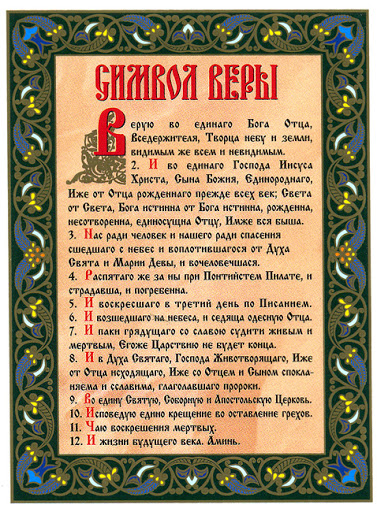 СИМВОЛ ВЕРЫ
Верую во единаго Бога Отца,
Вседержителя, Творца небу и земли,
видимым же всем и невидимым.
2. И во единаго Господа Иисуса
Христа, Сына Божия, Единороднаго,
Иже от Отца рожденнаго прежде всех век; Света
от Света, Бога истинна от Бога истинна, рожденна,
несотворенна, единосущна Отцу, Имже вся быша.
3. Нас ради человек и нашего ради спасения
сшедшаго с небес и воплотившагося от Духа
Свята и Марии Девы, и вочеловечшася.
4. Распятаго же за ны при Понтийстем Пилате, и
страдавша, и погребенна.
5. И воскресшаго в третий день по Писанием.
6. И возшедшаго на небеса, и седяща одесную Отца.
7. И паки грядущаго со славою судити живым и
мертвым, Егоже Царствию не будет конца.
8. И в Духа Святаго, Господа Животворящаго, Иже
от Отца исходящаго, Иже со Отцем и Сыном спокла-
няема и сславима, глаголавшаго пророки.
9. Во едину Святую, Соборную и Апостольскую Церковь.
10. Исповедую едино крещение во оставление грехов.
11. Чаю воскрешения мертвых.
12. И жизни будущего века. Аминь.